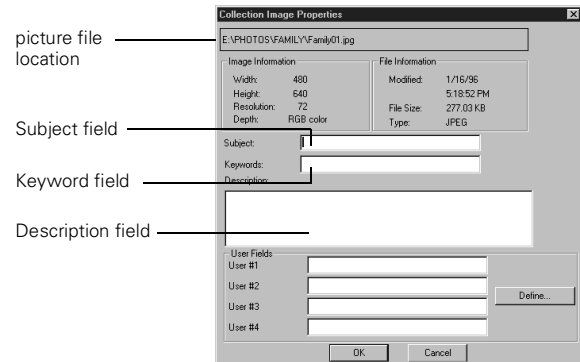 Collection Image Properties
picture file location
E:\PHOTOS\FAMILY\Family01.jpg
Image Information
Width: 480
Height: 640
Resolution: 72
Depth: RGB color
File Information
Modified: 1/16/96
5:18:52 PM
File Size: 277.03 KB
Type: JPEG
Subject field
Subject:
Keyword field
Keywords:
Description field
Description:
User Fields
User #1
User #2
User #3
User #4
Define...
OK
Cancel